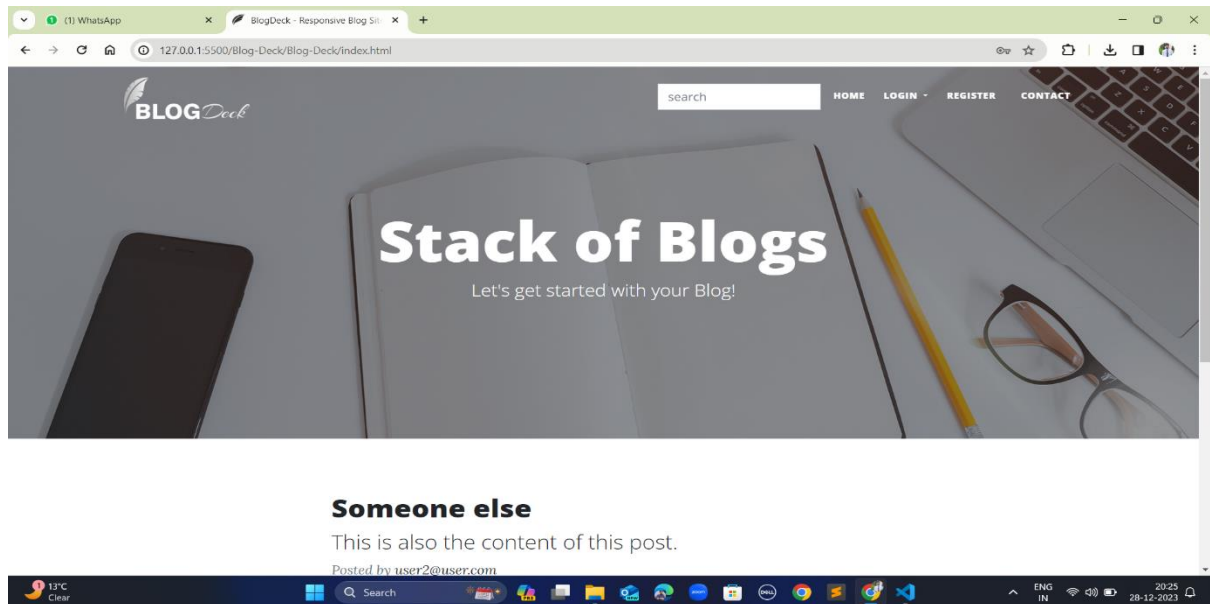 (1) WhatsApp
BlogDeck - Responsive Blog Sit
127.0.0.1:5500/Blog-Deck/Blog-Deck/index.html
BLOG Deck
search
HOME
LOGIN
REGISTER
CONTACT
Stack of Blogs
Let's get started with your Blog!
Someone else
This is also the content of this post.
Posted by user2@user.com
1
13°C
Clear
Search
DELL
ENG
IN
20:25
28-12-2023